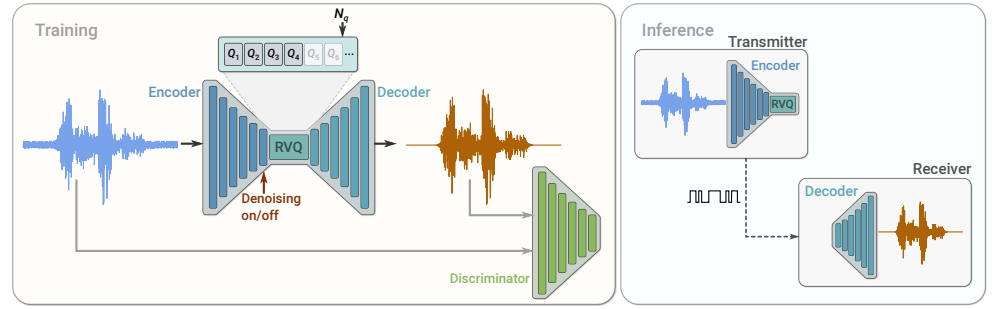 Training
N_q
Q_1 Q_2 Q_3 Q_4 Q_5 Q_6 ...
Encoder
Decoder
RVQ
Denoising
on/off
Discriminator
Inference
Transmitter
Encoder
RVQ
Receiver
Decoder